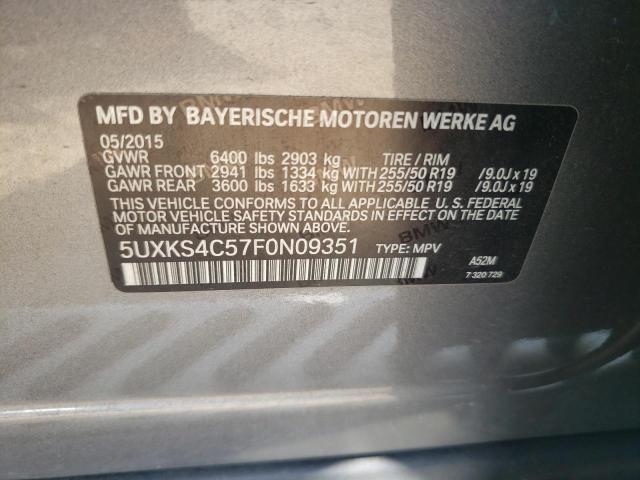 MFD BY BAYERISCHE MOTOREN WERKE AG
05/2015
GVWR 6400 lbs 2903 kg TIRE / RIM
GAWR FRONT 2941 lbs 1334 kg WITH 255/50 R19 /9.0J x 19
GAWR REAR 3600 lbs 1633 kg WITH 255/50 R19 /9.0J x 19
THIS VEHICLE CONFORMS TO ALL APPLICABLE U. S. FEDERAL
MOTOR VEHICLE SAFETY STANDARDS IN EFFECT ON THE DATE OF
MANUFACTURE SHOWN ABOVE.
5UXKS4C57F0N09351 TYPE: MPV
A52M
7 320 729